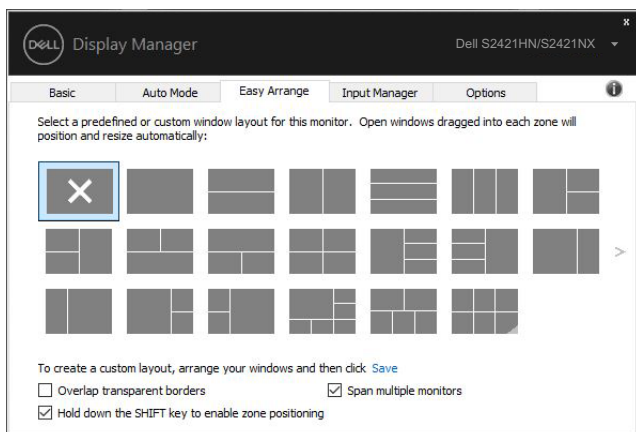 x
DELL Display Manager Dell S2421HN/S2421NX
Basic Auto Mode Easy Arrange Input Manager Options i
Select a predefined or custom window layout for this monitor. Open windows dragged into each zone will
position and resize automatically:
To create a custom layout, arrange your windows and then click Save
Overlap transparent borders Span multiple monitors
Hold down the SHIFT key to enable zone positioning